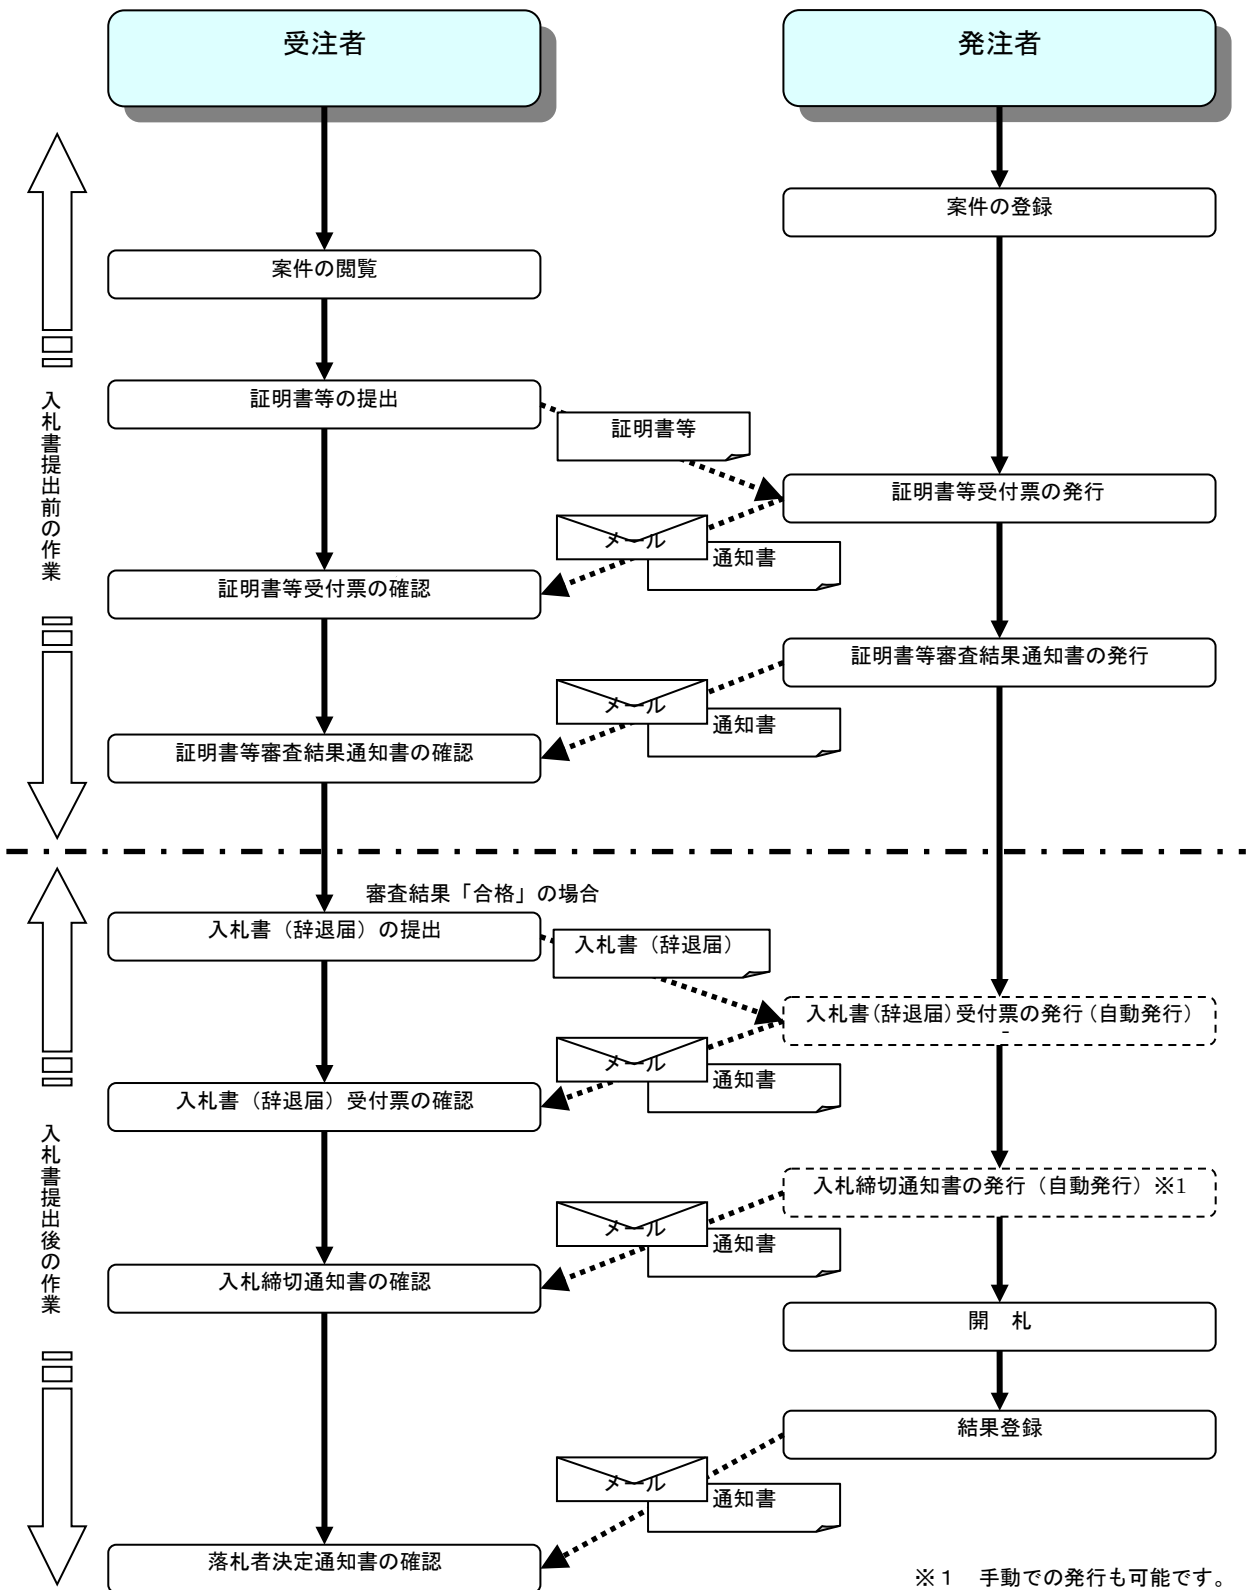 受注者
発注者
案件の登録
案件の閲覧
証明書等の提出
証明書等
証明書等受付票の発行
メール
通知書
証明書等受付票の確認
入札書提出前の作業
証明書等審査結果通知書の発行
メール
通知書
証明書等審査結果通知書の確認
審査結果「合格」の場合
入札書（辞退届）の提出
入札書（辞退届）
入札書(辞退届)受付票の発行(自動発行)
メール
通知書
入札書（辞退届）受付票の確認
入札書提出後の作業
入札締切通知書の発行（自動発行）※1
メール
通知書
入札締切通知書の確認
開　札
結果登録
メール
通知書
落札者決定通知書の確認
※１　手動での発行も可能です。